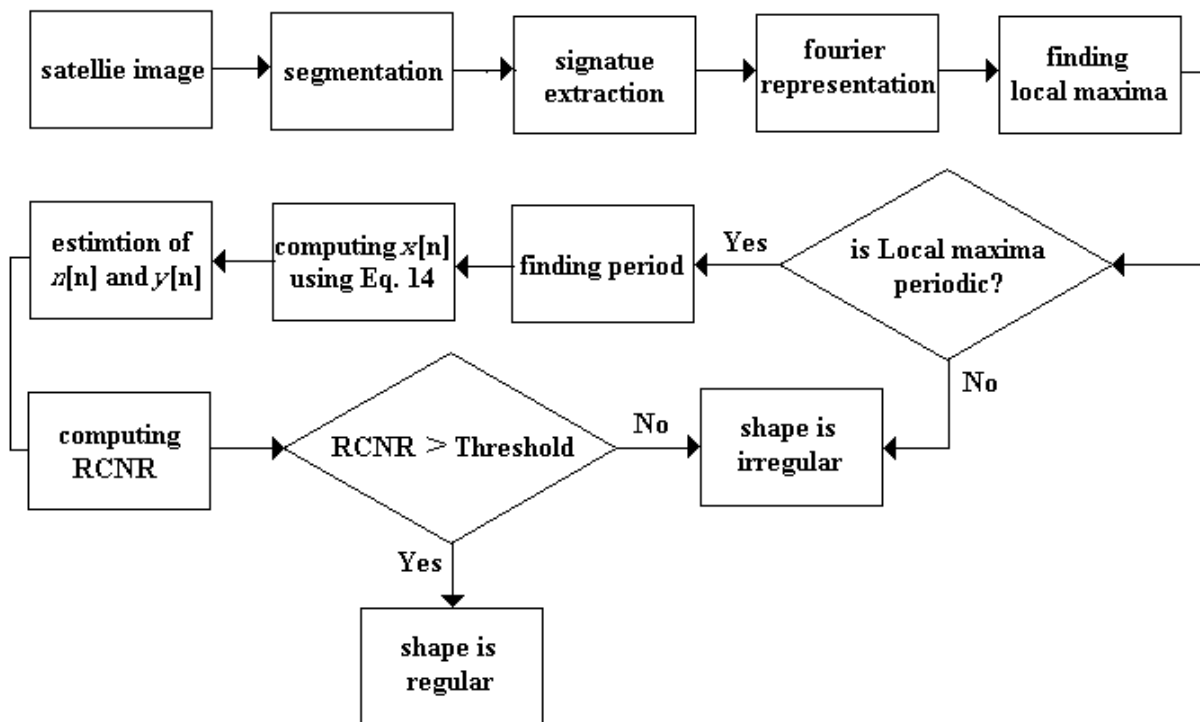 satellie image
segmentation
signatue
extraction
fourier
representation
finding
local maxima
is Local maxima
periodic?
Yes
No
finding period
computing x[n]
using Eq. 14
estimtion of
n[n] and y[n]
computing
RCNR
RCNR > Threshold
No
Yes
shape is
irregular
shape is
regular